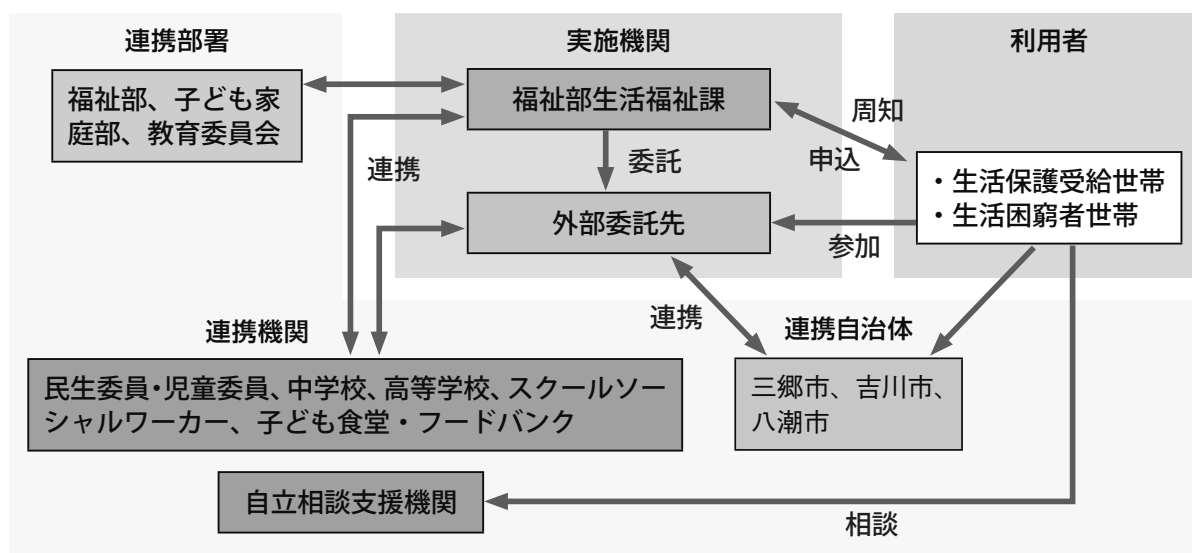 連携部署
実施機関
利用者
福祉部、子ども家
庭部、教育委員会
福祉部生活福祉課
周知
申込
連携
委託
・生活保護受給世帯
・生活困窮者世帯
外部委託先
参加
連携
連携機関
連携自治体
民生委員・児童委員、中学校、高等学校、スクールソー
シャルワーカー、子ども食堂・フードバンク
三郷市、吉川市、
八潮市
自立相談支援機関
相談